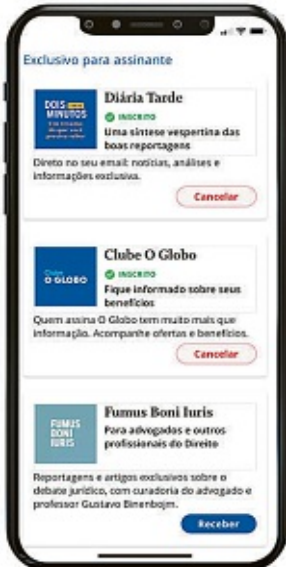 Exclusivo para assinante
DOIS
MINUTOS
Diária Tarde
INSCRITO
Uma síntese vespertina das
boas reportagens
Direto no seu email: notícias, análises e
informações exclusiva.
Cancelar
Clube
O GLOBO
Clube O Globo
INSCRITO
Fique informado sobre seus
benefícios
Quem assina O Globo tem muito mais que
informação. Acompanhe ofertas e benefícios.
Cancelar
FUMUS
BONI
IURIS
Fumus Boni Iuris
Para advogados e outros
profissionais do Direito
Reportagens e artigos exclusivos sobre o
debate jurídico, com curadoria do advogado e
professor Gustavo Binenbojm.
Receber